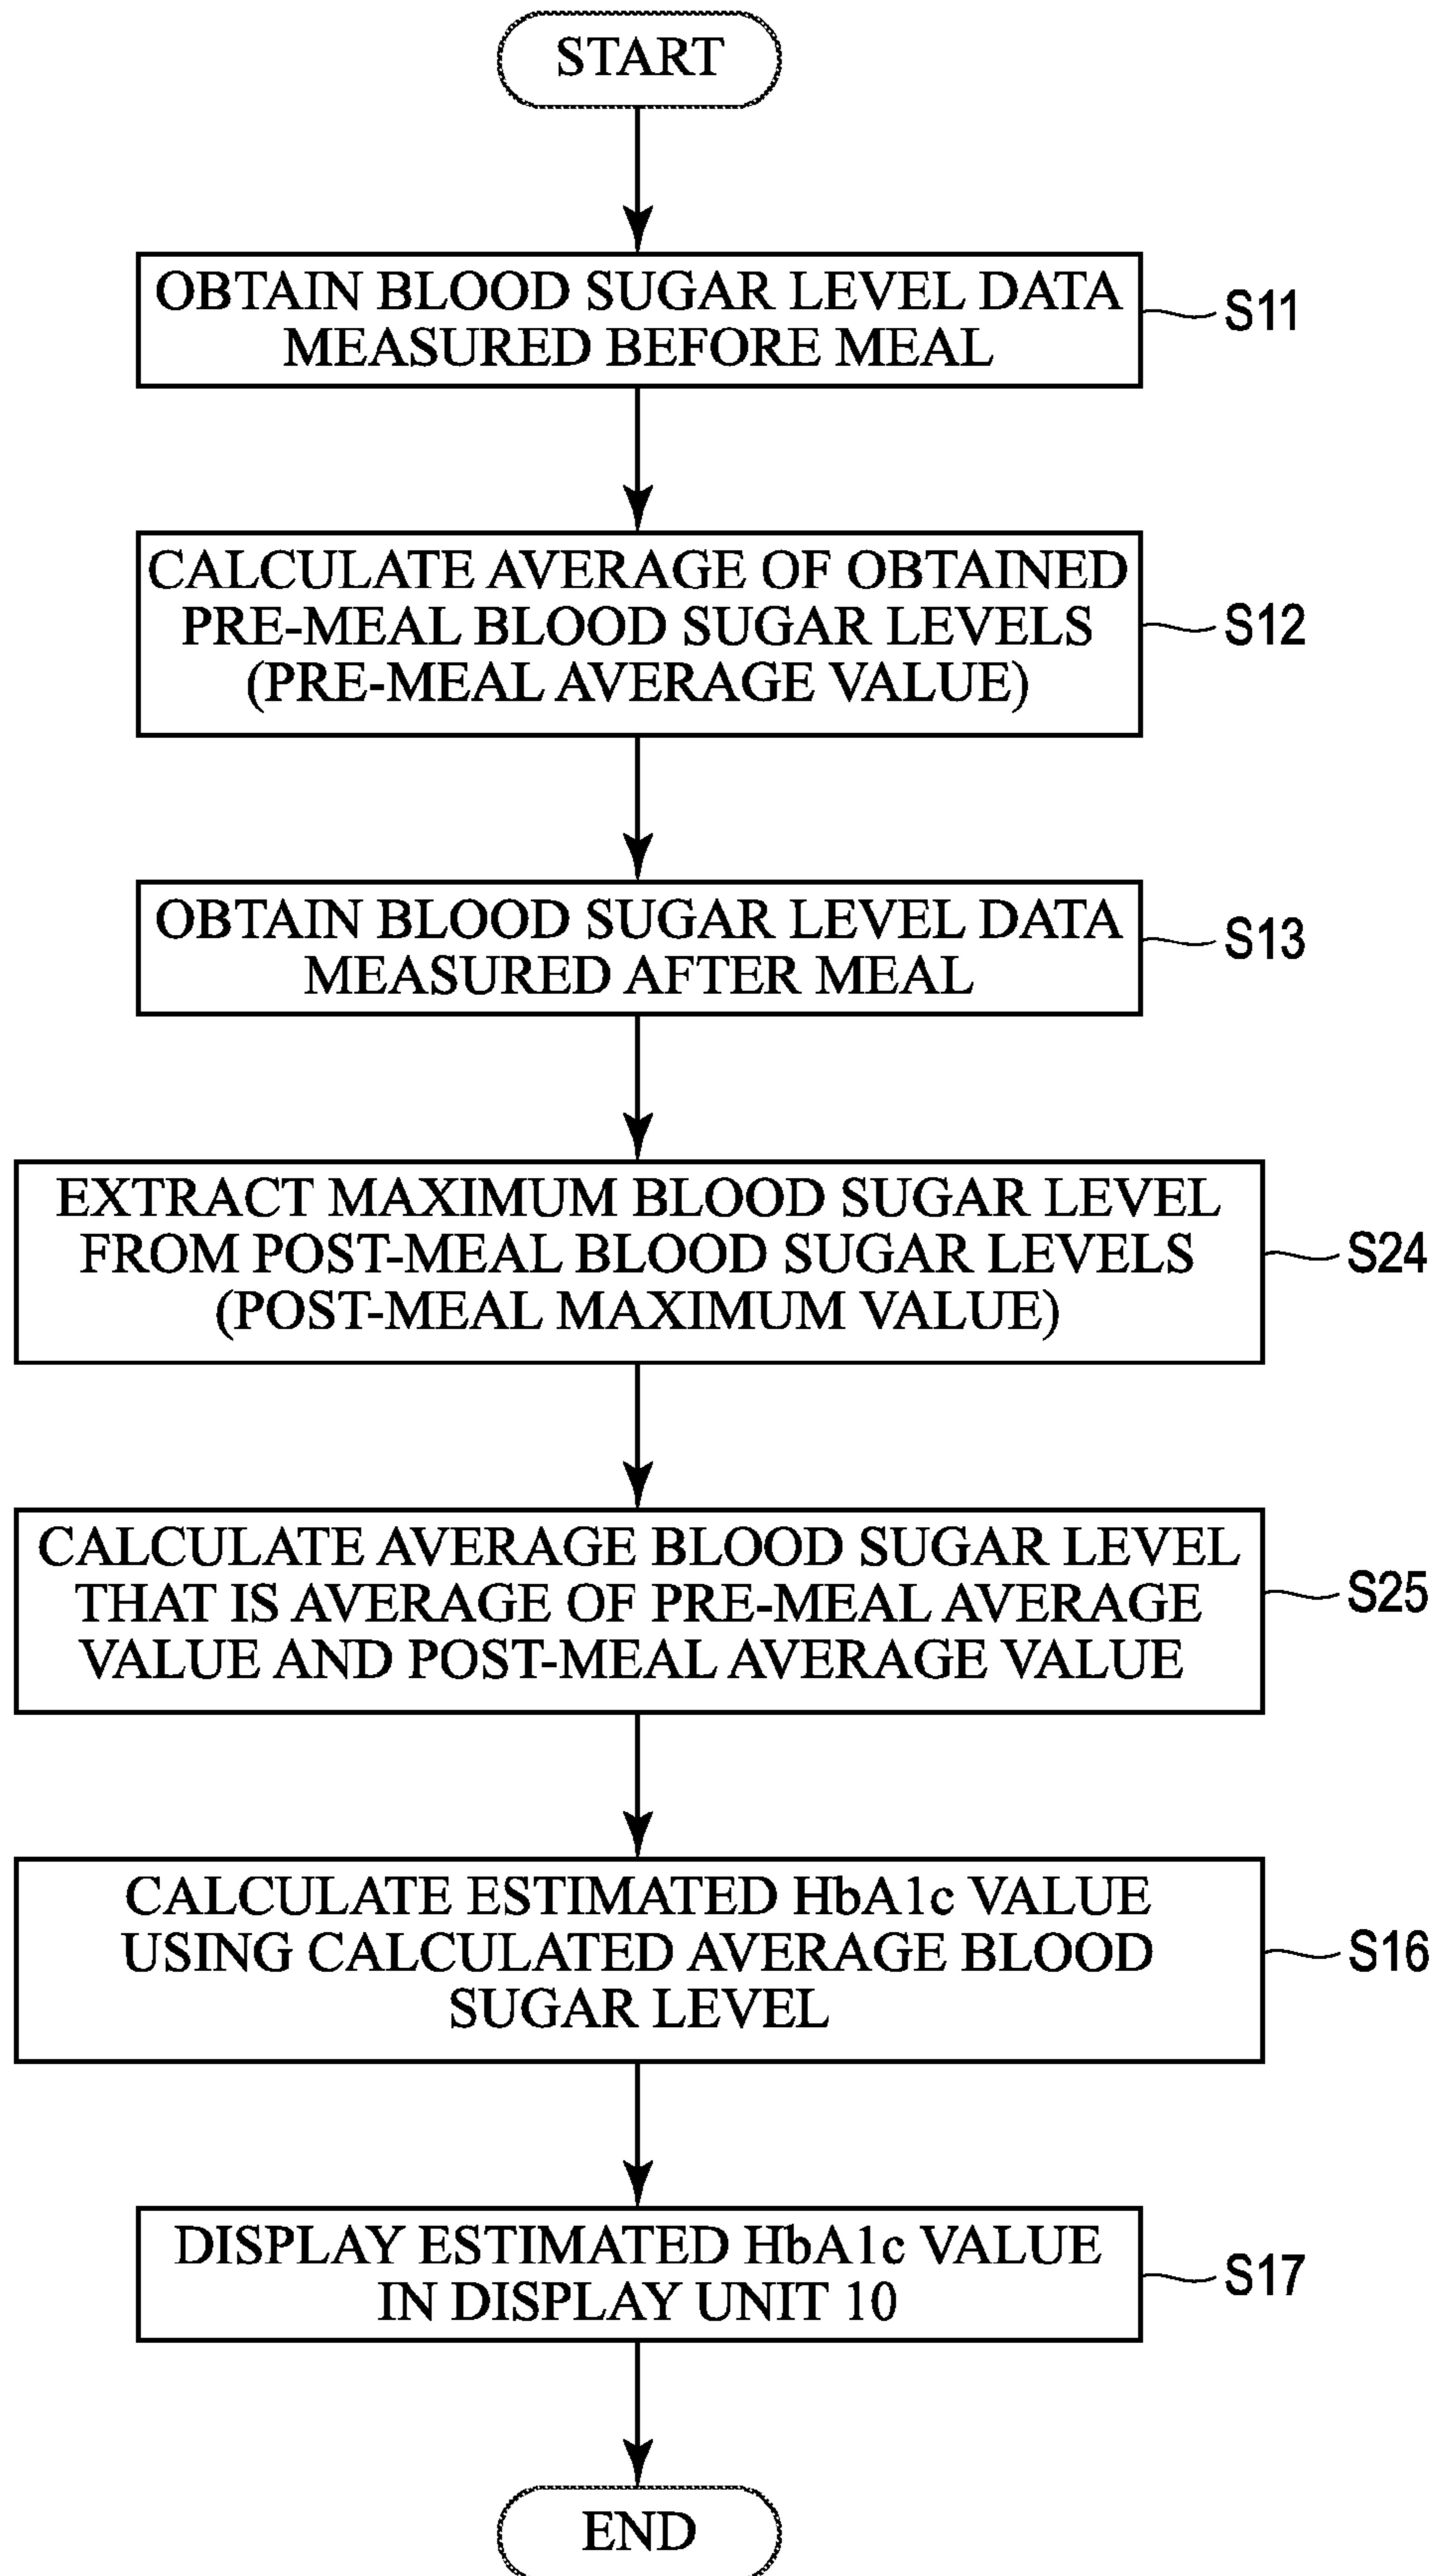 START
OBTAIN BLOOD SUGAR LEVEL DATA
MEASURED BEFORE MEAL
S11
CALCULATE AVERAGE OF OBTAINED
PRE-MEAL BLOOD SUGAR LEVELS
(PRE-MEAL AVERAGE VALUE)
S12
OBTAIN BLOOD SUGAR LEVEL DATA
MEASURED AFTER MEAL
S13
EXTRACT MAXIMUM BLOOD SUGAR LEVEL
FROM POST-MEAL BLOOD SUGAR LEVELS
(POST-MEAL MAXIMUM VALUE)
S24
CALCULATE AVERAGE BLOOD SUGAR LEVEL
THAT IS AVERAGE OF PRE-MEAL AVERAGE
VALUE AND POST-MEAL AVERAGE VALUE
S25
CALCULATE ESTIMATED HbA1c VALUE
USING CALCULATED AVERAGE BLOOD
SUGAR LEVEL
S16
DISPLAY ESTIMATED HbA1c VALUE
IN DISPLAY UNIT 10
S17
END